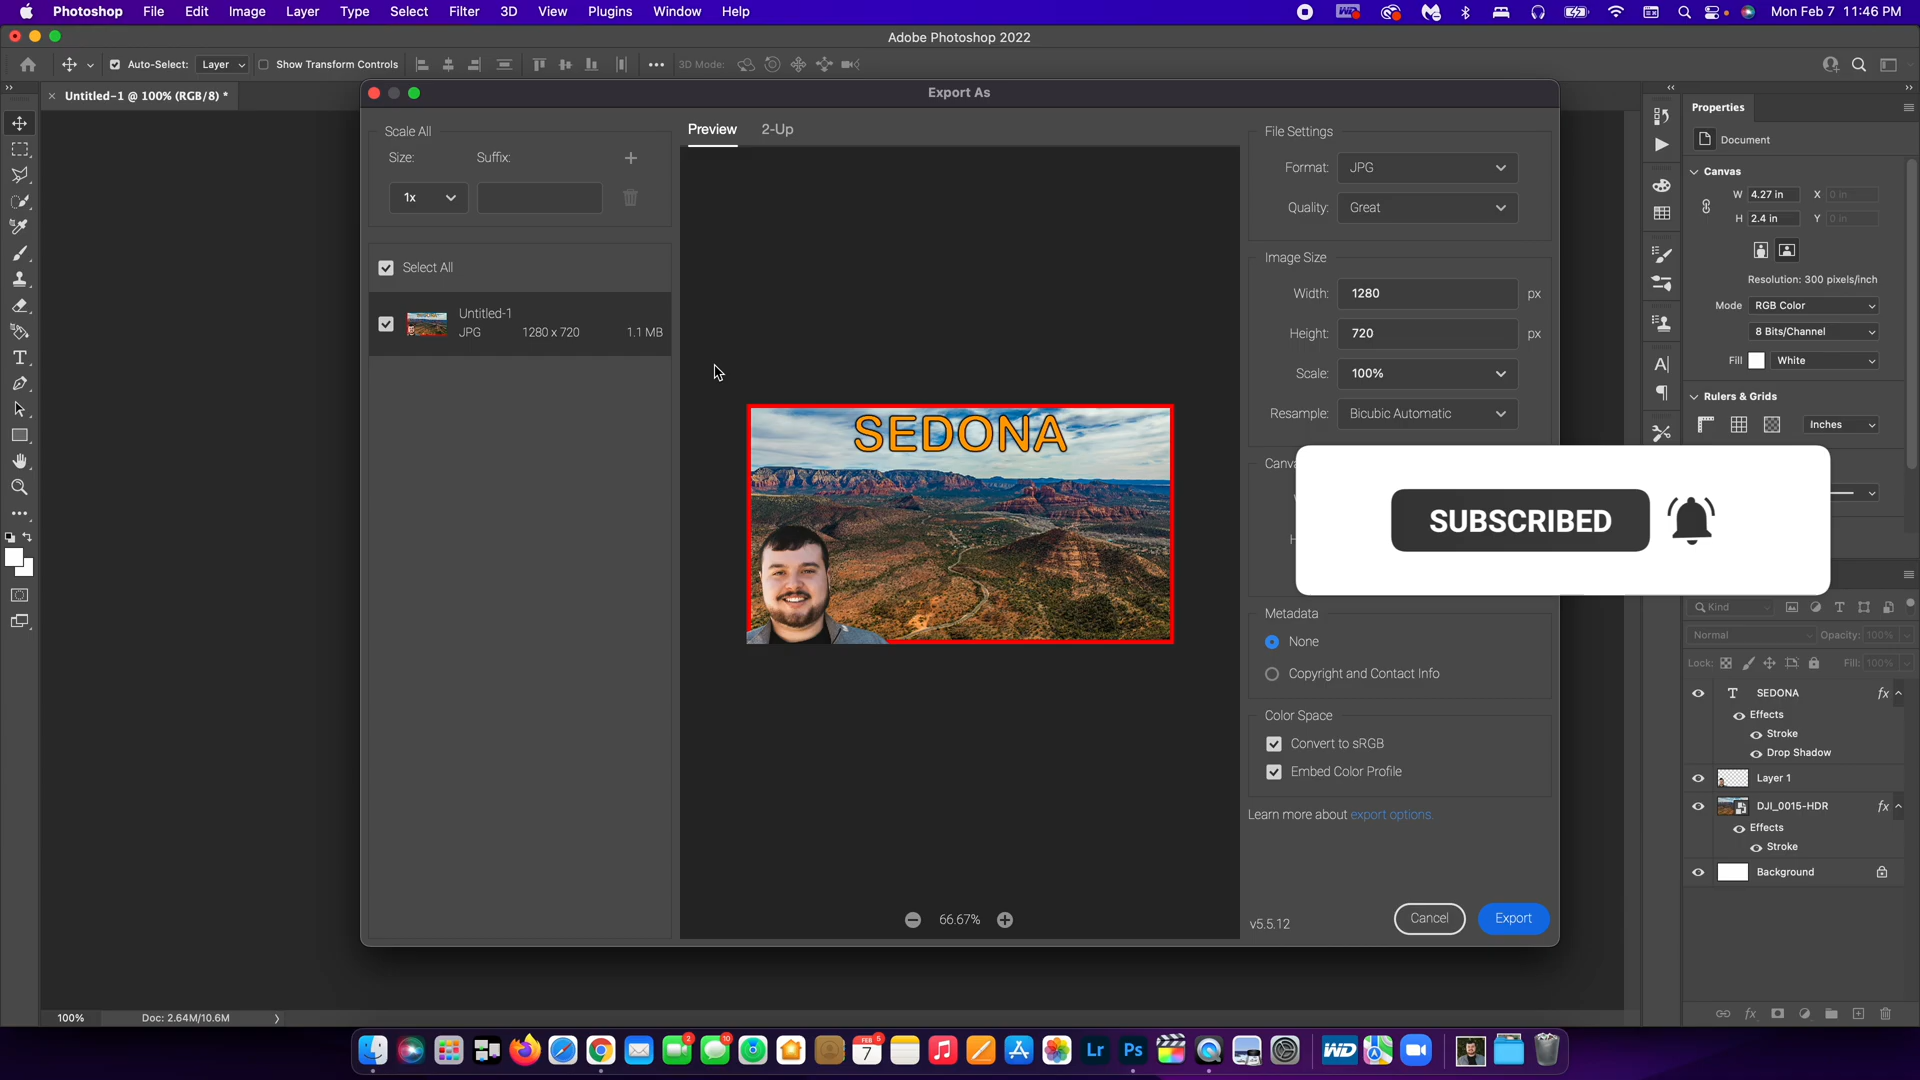 Photoshop File Edit Image Layer Type Select Filter 3D View Plugins Window Help Mon Feb 7 11:46 PM
Adobe Photoshop 2022
Auto-Select: Layer Show Transform Controls 3D Mode:
Untitled-1 @ 100% (RGB/8) *
Export As
Scale All
Size: Suffix:
1x
Select All
Untitled-1
JPG 1280 x 720 1.1 MB
Preview 2-Up
SEDONA
66.67%
File Settings
Format: JPG
Quality: Great
Image Size
Width: 1280 px
Height: 720 px
Scale: 100%
Resample: Bicubic Automatic
SUBSCRIBED
Metadata
None
Copyright and Contact Info
Color Space
Convert to sRGB
Embed Color Profile
Learn more about export options.
v5.5.12
Cancel Export
Properties
Document
Canvas
W 4.27 in X 0 in
H 2.4 in Y 0 in
Resolution: 300 pixels/inch
Mode RGB Color
8 Bits/Channel
Fill White
Rulers & Grids
Inches
Kind
Normal Opacity: 100%
Lock: Fill: 100%
T SEDONA fx
Effects
Stroke
Drop Shadow
Layer 1
DJI_0015-HDR fx
Effects
Stroke
Background
100% Doc: 2.64M/10.6M
2 10 FEB 7 5 Lr Ps WD